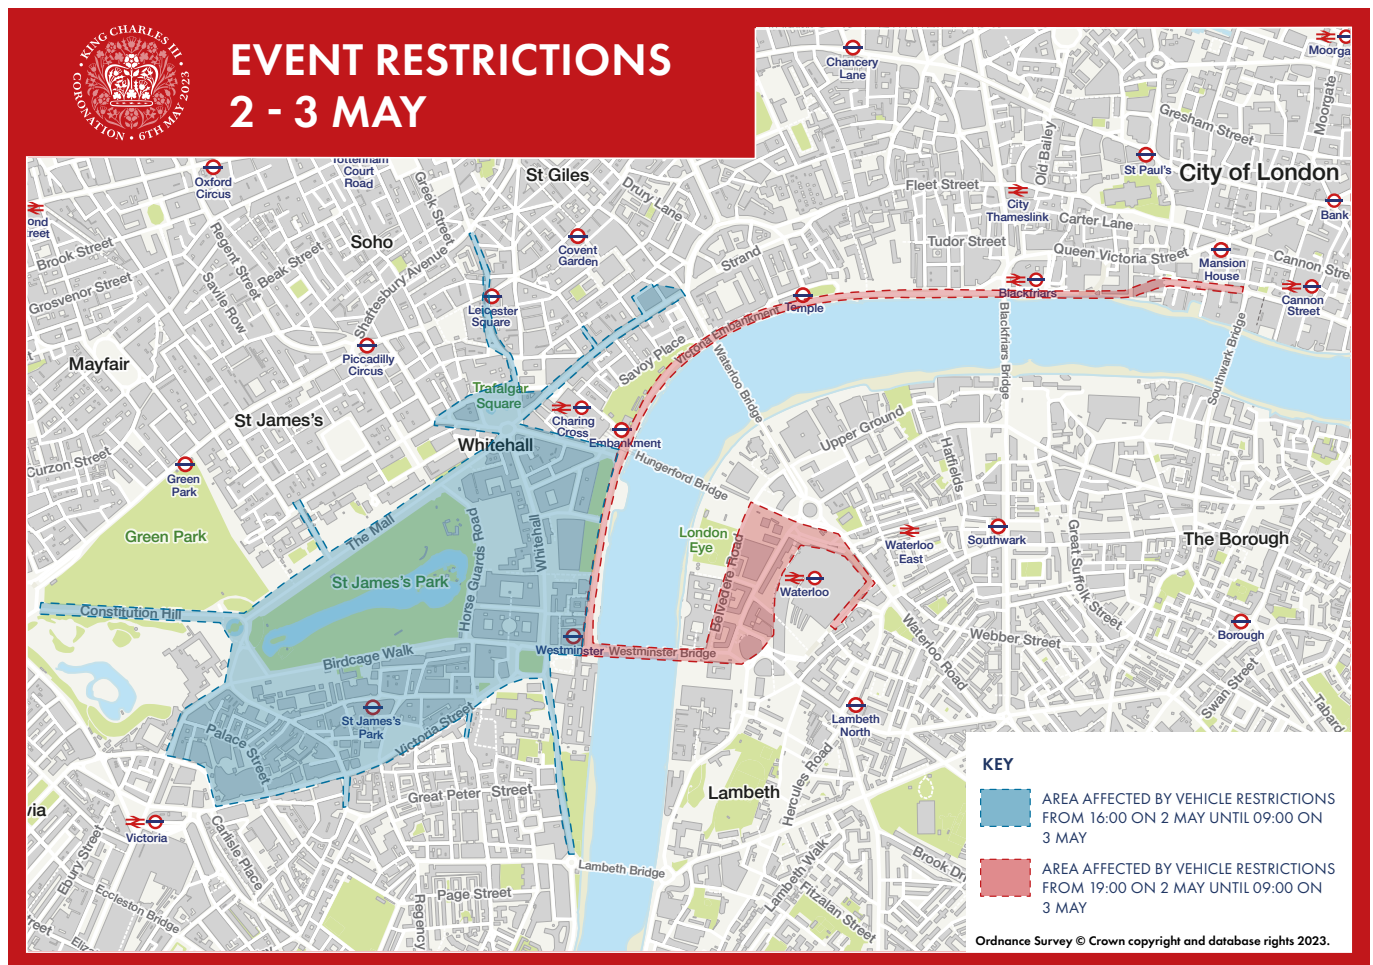 KING CHARLES III
CORONATION • 6TH MAY 2023
EVENT RESTRICTIONS
2 - 3 MAY
Chancery
Lane
Moorga
Moorgate
Gresham Street
Old Bailey
St Paul's
City of London
Bank
Fleet Street
City
Thameslink
Carter Lane
Tudor Street
Queen Victoria Street
Mansion
House
Cannon Stre
Cannon
Street
Blackfriars
Temple
Oxford
Circus
Tottenham
Court
Road
Greek Street
St Giles
Drury Lane
ond
reet
Brook Street
Regent Street
Soho
Beak Street
Covent
Garden
Strand
Grosvenor Street
Savile Row
Shaftesbury Avenue
Leicester
Square
Victoria Embankment
Mayfair
Piccadilly
Circus
Savoy Place
Waterloo Bridge
Blackfriars Bridge
Southwark Bridge
Trafalgar
Square
St James's
Charing
Cross
Embankment
Whitehall
Upper Ground
Hatfields
Curzon Street
Green
Park
Hungerford Bridge
Green Park
The Mall
Horse Guards Road
Whitehall
London
Eye
Belvedere Road
Waterloo
Waterloo
East
Southwark
Great Suffolk Street
The Borough
St James's Park
Constitution Hill
Birdcage Walk
Westminster
Westminster Bridge
Waterloo Road
Webber Street
Borough
Swan Street
Tabard
St James's
Park
Palace Street
Victoria Street
Lambeth
North
Hercules Road
Great Peter Street
Lambeth
via
Victoria
Carlisle Place
Ebury Street
Eccleston Bridge
Page Street
Regency
Lambeth Bridge
Lambeth Walk
Fitzalan Street
Brook Dr
reet
Eliz
KEY
AREA AFFECTED BY VEHICLE RESTRICTIONS
FROM 16:00 ON 2 MAY UNTIL 09:00 ON
3 MAY
AREA AFFECTED BY VEHICLE RESTRICTIONS
FROM 19:00 ON 2 MAY UNTIL 09:00 ON
3 MAY
Ordnance Survey © Crown copyright and database rights 2023.